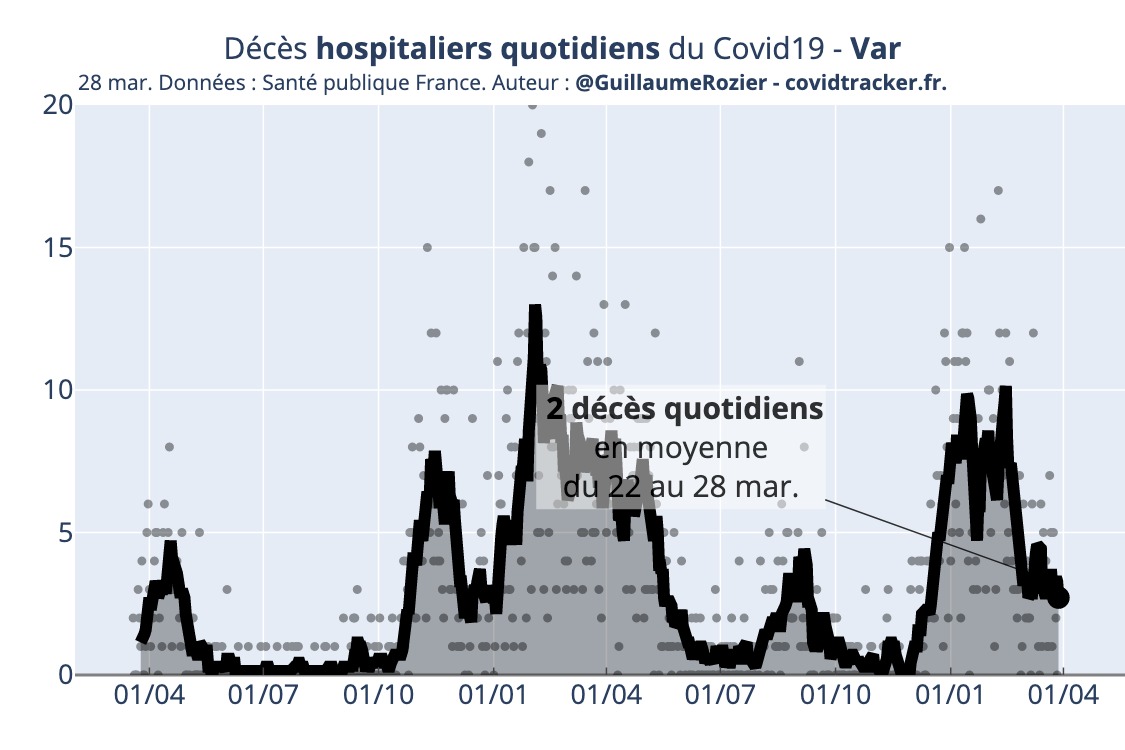 Décès hospitaliers quotidiens du Covid19 - Var
28 mar. Données : Santé publique France. Auteur : @GuillaumeRozier - covidtracker.fr.
20
15
10
5
0
2 décès quotidiens
en moyenne
du 22 au 28 mar.
01/04 01/07 01/10 01/01 01/04 01/07 01/10 01/01 01/04